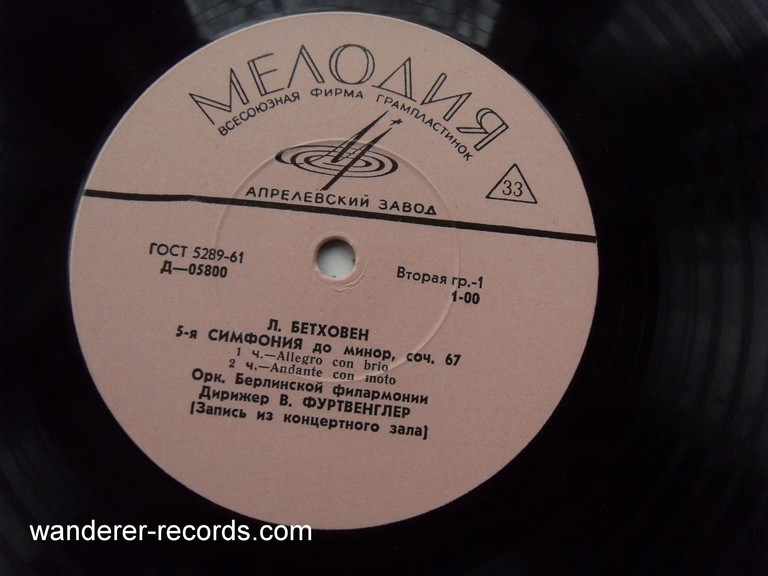 МЕЛОДИЯ
ВСЕСОЮЗНАЯ ФИРМА ГРАМПЛАСТИНОК
33
АПРЕЛЕВСКИЙ ЗАВОД
ГОСТ 5289-61
Д—05800
Вторая гр.-1
1-00
Л. БЕТХОВЕН
5-я СИМФОНИЯ до минор, соч. 67
1 ч.—Allegro con brio
2 ч.—Andante con moto
Орк. Берлинской филармонии
Дирижер В. ФУРТВЕНГЛЕР
[Запись из концертного зала]
wanderer-records.com